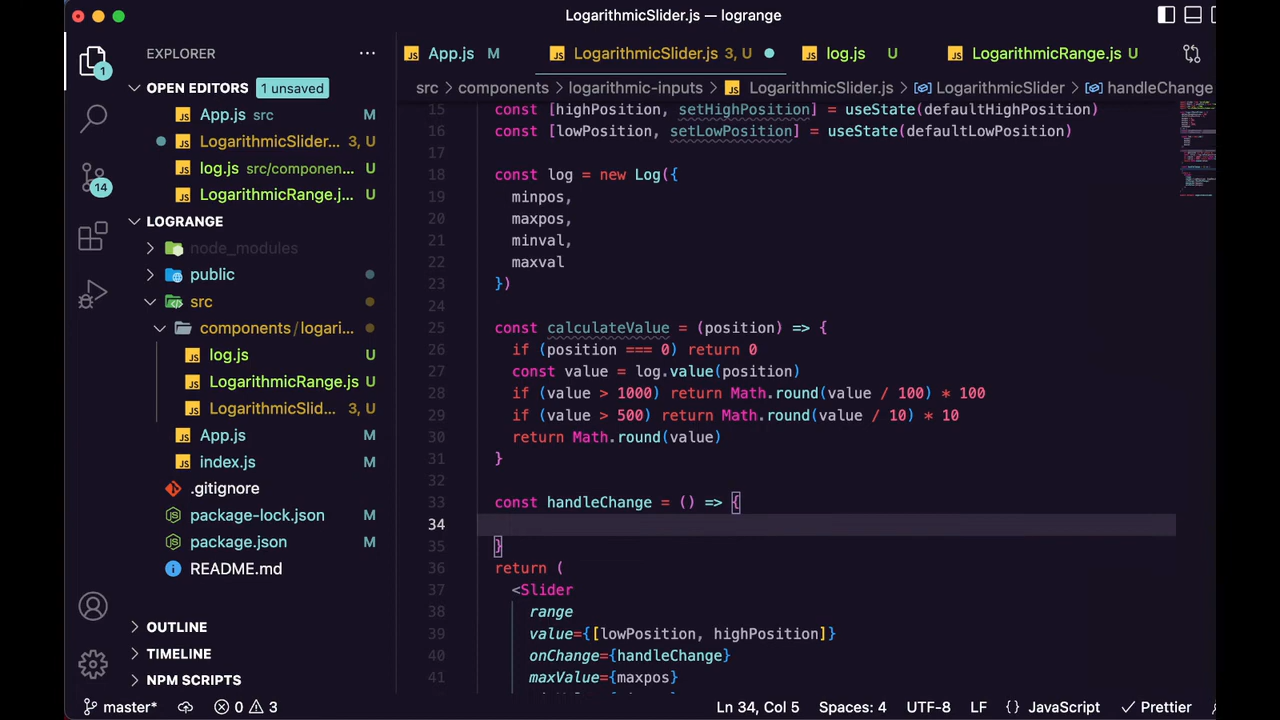 LogarithmicSlider.js — logrange
1
14
EXPLORER
OPEN EDITORS 1 unsaved
App.js src M
LogarithmicSlider... 3, U
log.js src/componen... U
LogarithmicRange.j... U
LOGRANGE
node_modules
public
src
components/logari...
log.js U
LogarithmicRange.js U
LogarithmicSlid... 3, U
App.js M
index.js M
.gitignore
package-lock.json M
package.json M
README.md
OUTLINE
TIMELINE
NPM SCRIPTS
App.js M LogarithmicSlider.js 3, U log.js U LogarithmicRange.js U
src > components > logarithmic-inputs > LogarithmicSlider.js > LogarithmicSlider > handleChange
15 const [highPosition, setHighPosition] = useState(defaultHighPosition)
16 const [lowPosition, setLowPosition] = useState(defaultLowPosition)
17
18 const log = new Log({
19 minpos,
20 maxpos,
21 minval,
22 maxval
23 })
24
25 const calculateValue = (position) => {
26 if (position === 0) return 0
27 const value = log.value(position)
28 if (value > 1000) return Math.round(value / 100) * 100
29 if (value > 500) return Math.round(value / 10) * 10
30 return Math.round(value)
31 }
32
33 const handleChange = () => {
34
35 }
36 return (
37 <Slider
38 range
39 value={[lowPosition, highPosition]}
40 onChange={handleChange}
41 maxValue={maxpos}
master* 0 3 Ln 34, Col 5 Spaces: 4 UTF-8 LF {} JavaScript Prettier